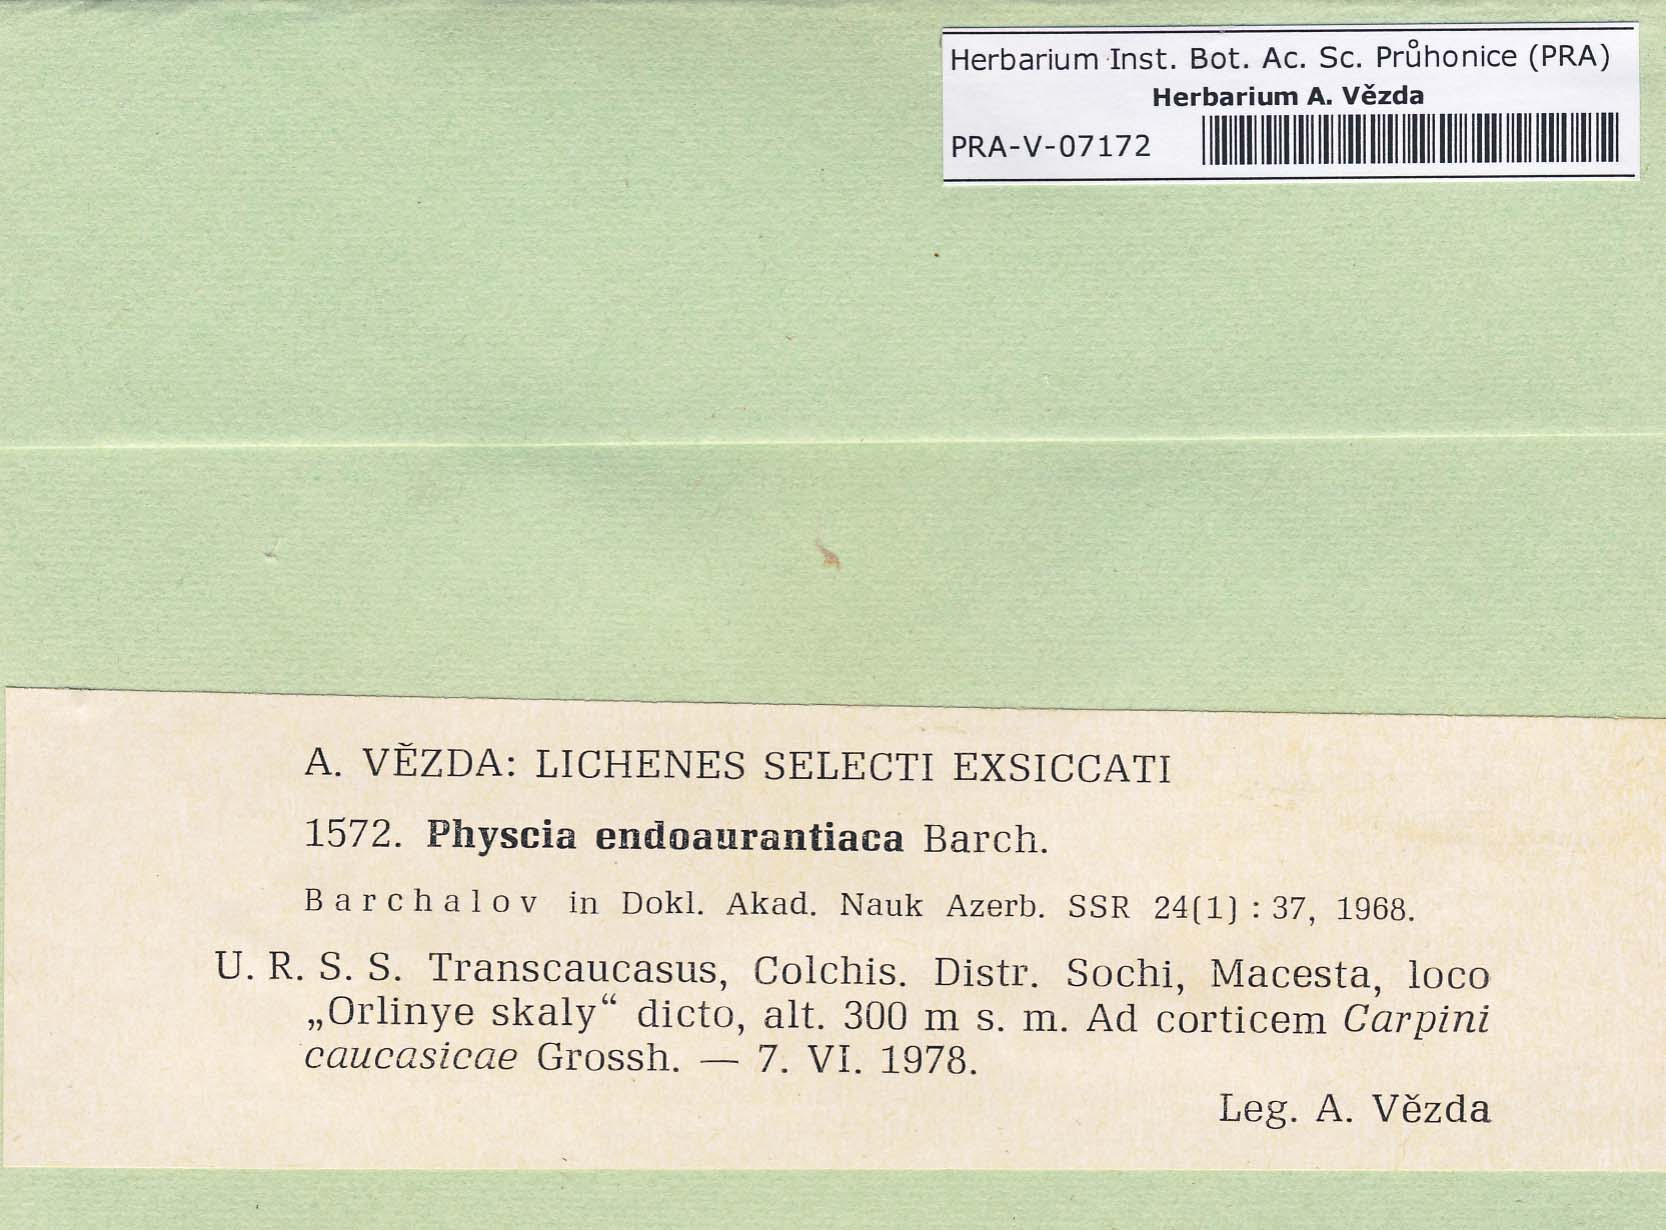 Herbarium Inst. Bot. Ac. Sc. Průhonice (PRA)
Herbarium A. Vězda
PRA-V-07172
A. VĚZDA: LICHENES SELECTI EXSICCATI
1572. Physcia endoaurantiaca Barch.
Barchalov in Dokl. Akad. Nauk Azerb. SSR 24(1) : 37, 1968.
U. R. S. S. Transcaucasus, Colchis. Distr. Sochi, Macesta, loco
„Orlinye skaly“ dicto, alt. 300 m s. m. Ad corticem Carpini
caucasicae Grossh. — 7. VI. 1978.
Leg. A. Vězda